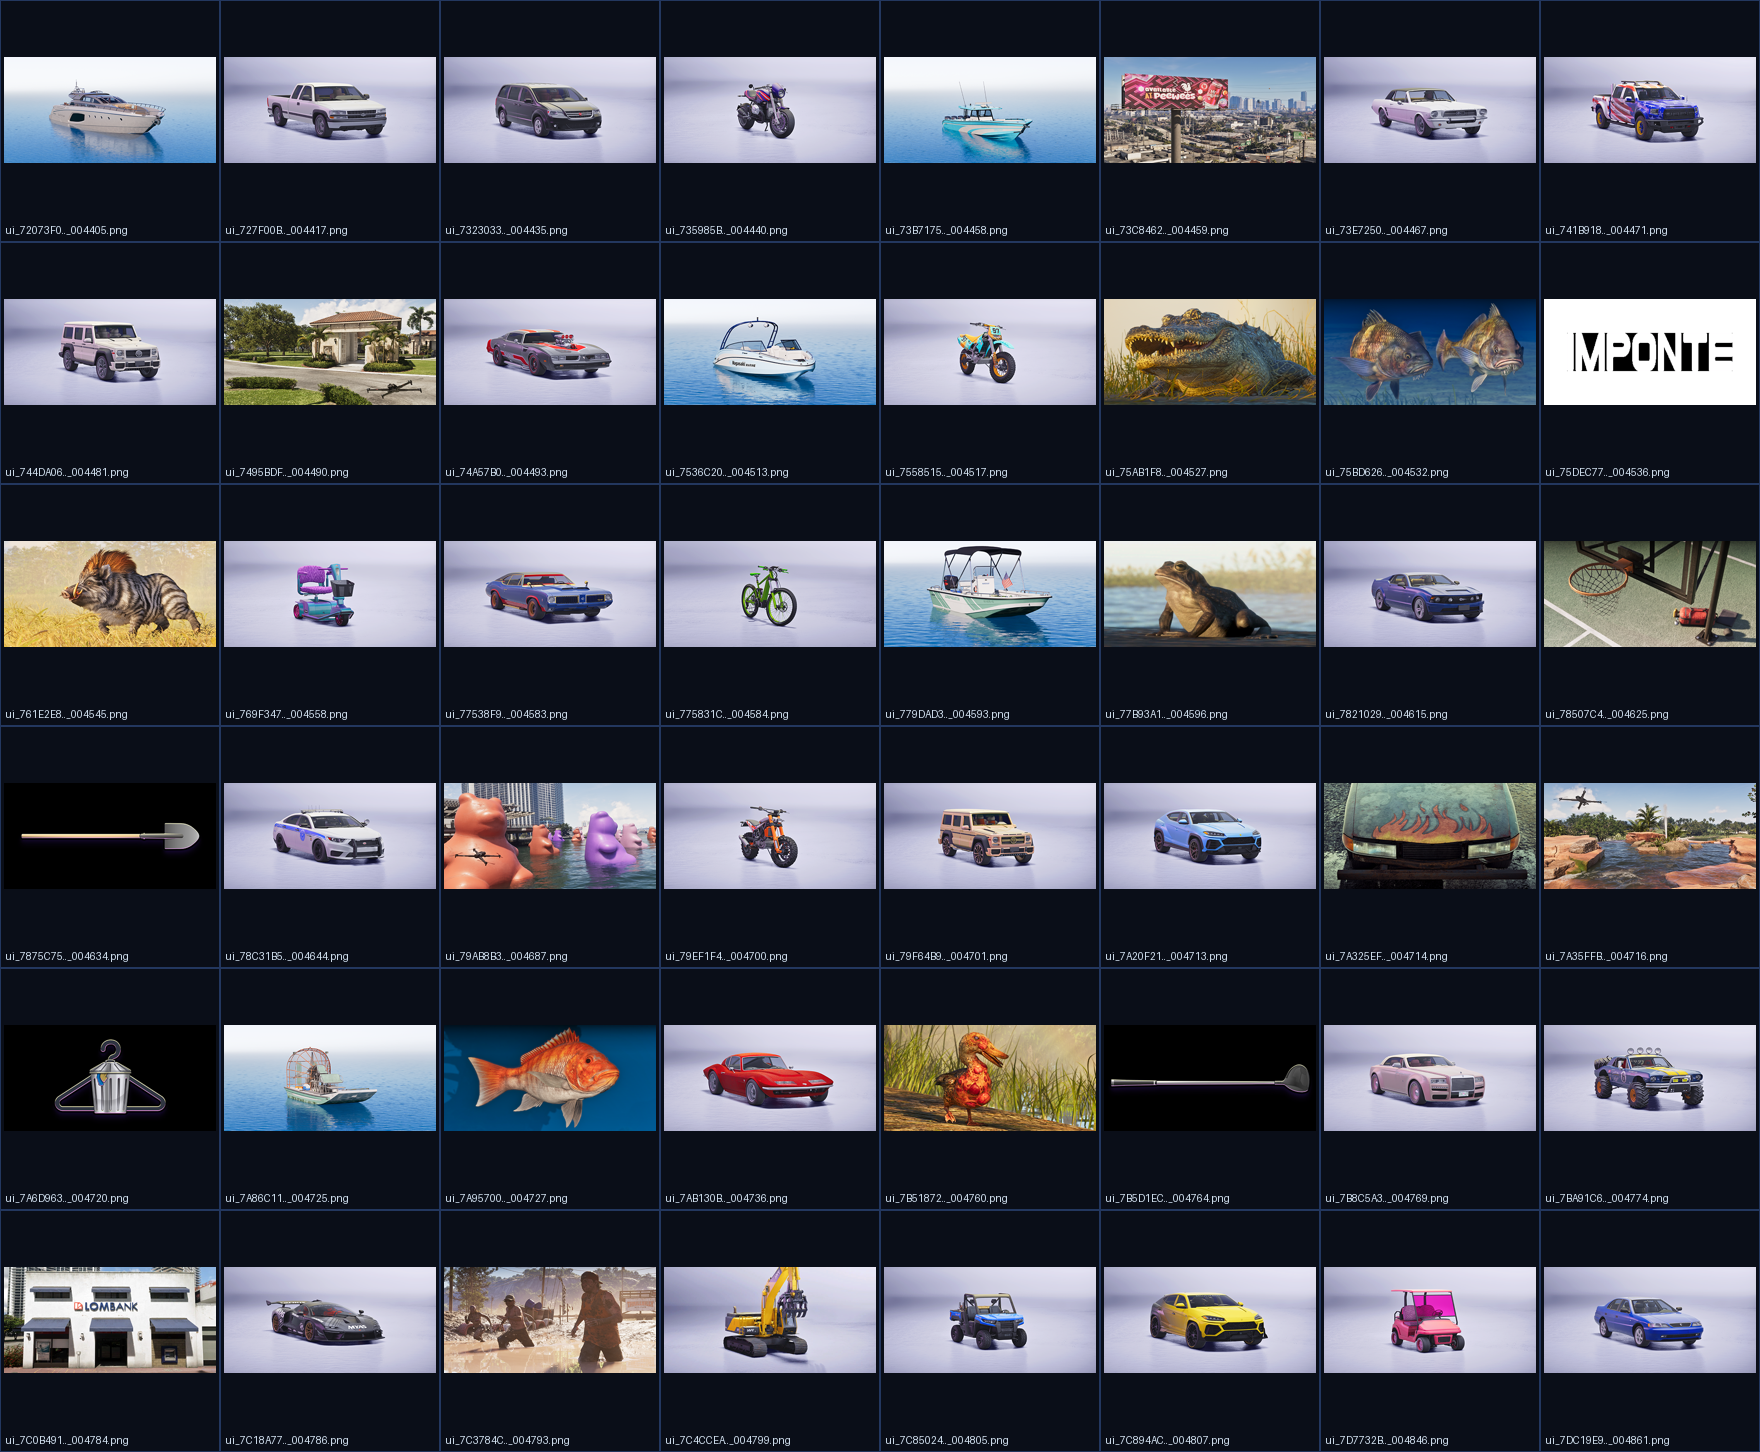 available
AT PeeWees
ui_72073F0.._004405.png
ui_727F00B.._004417.png
ui_7323033.._004435.png
ui_735985B.._004440.png
ui_73B7175.._004458.png
ui_73C8462.._004459.png
ui_73E7250.._004467.png
ui_741B918.._004471.png
MPONTE
ui_744DA06.._004481.png
ui_7495BDF.._004490.png
ui_74A57B0.._004493.png
ui_7536C20.._004513.png
ui_7558515.._004517.png
ui_75AB1F8.._004527.png
ui_75BD626.._004532.png
ui_75DEC77.._004536.png
ui_761E2E8.._004545.png
ui_769F347.._004558.png
ui_77538F9.._004583.png
ui_775831C.._004584.png
ui_779DAD3.._004593.png
ui_77B93A1.._004596.png
ui_7821029.._004615.png
ui_78507C4.._004625.png
ui_7875C75.._004634.png
ui_78C31B5.._004644.png
ui_79AB8B3.._004687.png
ui_79EF1F4.._004700.png
ui_79F64B9.._004701.png
ui_7A20F21.._004713.png
ui_7A325EF.._004714.png
ui_7A35FFB.._004716.png
ui_7A6D963.._004720.png
ui_7A86C11.._004725.png
ui_7A95700.._004727.png
ui_7AB130B.._004736.png
ui_7B51872.._004760.png
ui_7B5D1EC.._004764.png
ui_7B8C5A3.._004769.png
ui_7BA91C6.._004774.png
LOMBANK
ui_7C0B491.._004784.png
ui_7C18A77.._004786.png
ui_7C3784C.._004793.png
ui_7C4CCEA.._004799.png
ui_7C85024.._004805.png
ui_7C894AC.._004807.png
ui_7D7732B.._004846.png
ui_7DC19E9.._004861.png